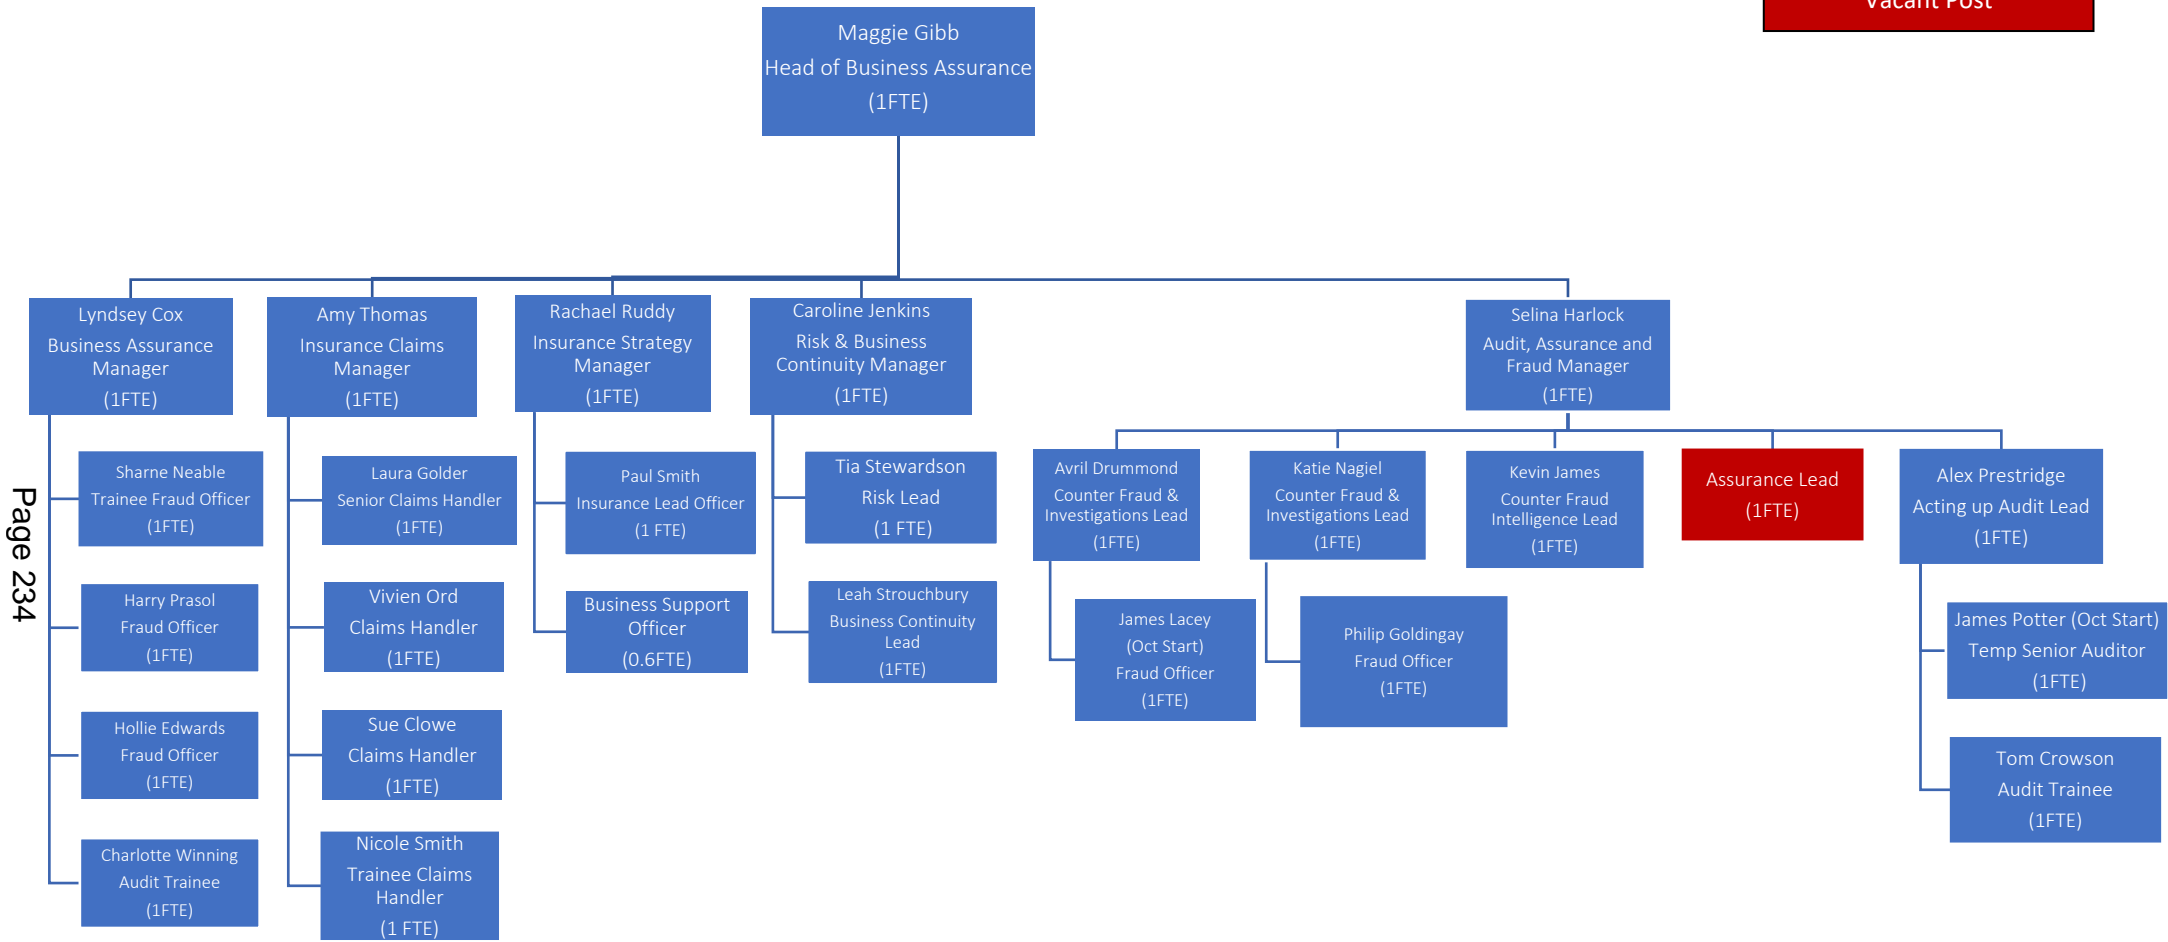 Vacant Post
Maggie Gibb
Head of Business Assurance
(1FTE)
Lyndsey Cox
Business Assurance
Manager
(1FTE)
Sharne Neable
Trainee Fraud Officer
(1FTE)
Harry Prasol
Fraud Officer
(1FTE)
Hollie Edwards
Fraud Officer
(1FTE)
Charlotte Winning
Audit Trainee
(1FTE)
Amy Thomas
Insurance Claims
Manager
(1FTE)
Laura Golder
Senior Claims Handler
(1FTE)
Vivien Ord
Claims Handler
(1FTE)
Sue Clowe
Claims Handler
(1FTE)
Nicole Smith
Trainee Claims
Handler
(1 FTE)
Rachael Ruddy
Insurance Strategy
Manager
(1FTE)
Paul Smith
Insurance Lead Officer
(1 FTE)
Business Support
Officer
(0.6FTE)
Caroline Jenkins
Risk & Business
Continuity Manager
(1FTE)
Tia Stewardson
Risk Lead
(1 FTE)
Leah Strouchbury
Business Continuity
Lead
(1FTE)
Selina Harlock
Audit, Assurance and
Fraud Manager
(1FTE)
Avril Drummond
Counter Fraud &
Investigations Lead
(1FTE)
James Lacey
(Oct Start)
Fraud Officer
(1FTE)
Katie Nagiel
Counter Fraud &
Investigations Lead
(1FTE)
Philip Goldingay
Fraud Officer
(1FTE)
Kevin James
Counter Fraud
Intelligence Lead
(1FTE)
Assurance Lead
(1FTE)
Alex Prestridge
Acting up Audit Lead
(1FTE)
James Potter (Oct Start)
Temp Senior Auditor
(1FTE)
Tom Crowson
Audit Trainee
(1FTE)
Page 234